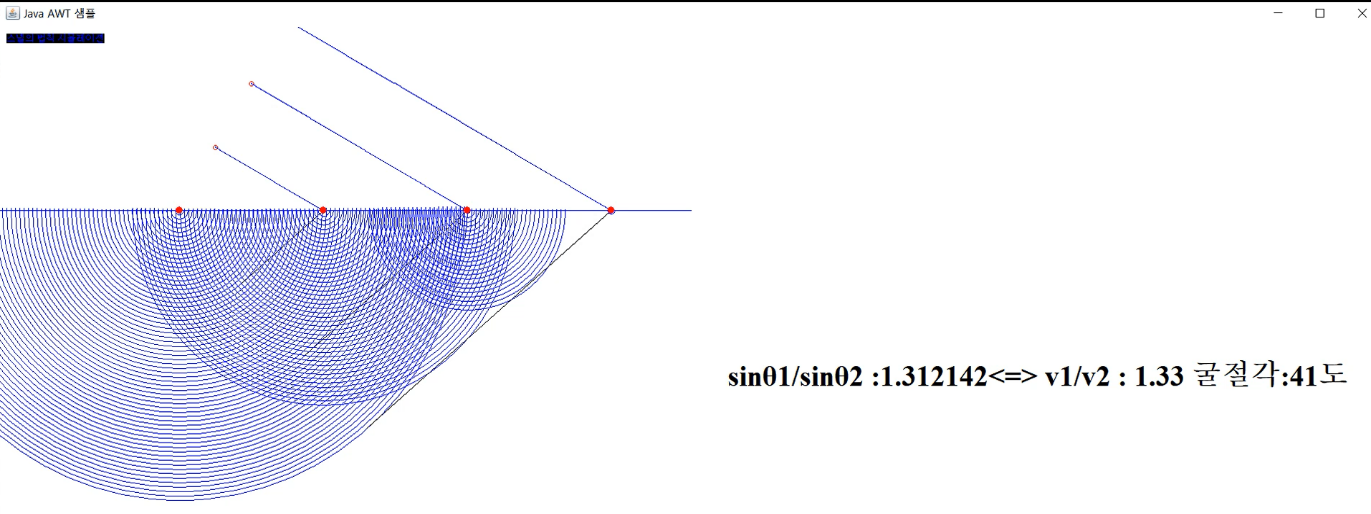 Java AWT 샘플
sinθ1/sinθ2 :1.312142<=> v1/v2 : 1.33 굴절각:41도